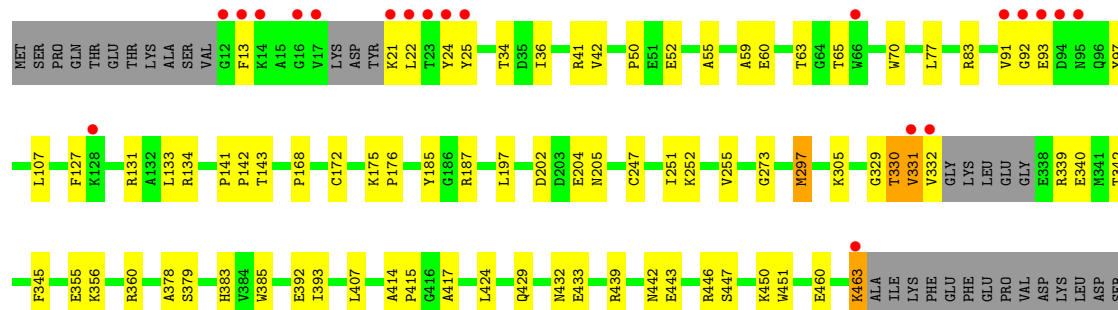 MET SER PRO GLN THR GLU THR LYS ALA SER VAL G12 F13 K14 A15 G16 V17 LYS ASP TYR K21 L22 T23 Y24 Y25 T34 D35 I36 R41 V42 P50 E51 E52 A55 A59 E60 T63 G64 T65 W66 W70 L77 R83 V91 G92 E93 D94 N95 Q96
L107 F127 K128 R131 A132 L133 R134 P141 P142 T143 P168 C172 K175 P176 Y185 G186 R187 L197 D202 D203 E204 N205 C247 I251 K252 V255 G273 M297 K305 G329 T330 V331 V332 GLY LYS LEU GLU GLY E338 R339 E340 M341 T342
F345 E355 K356 R360 A378 S379 H383 V384 W385 E392 I393 L407 A414 P415 G416 A417 L424 Q429 N432 E433 R439 N442 E443 R446 S447 K450 W451 E460 K463 ALA ILE LYS PHE GLU PHE GLU PRO VAL ASP LYS LEU ASP SER